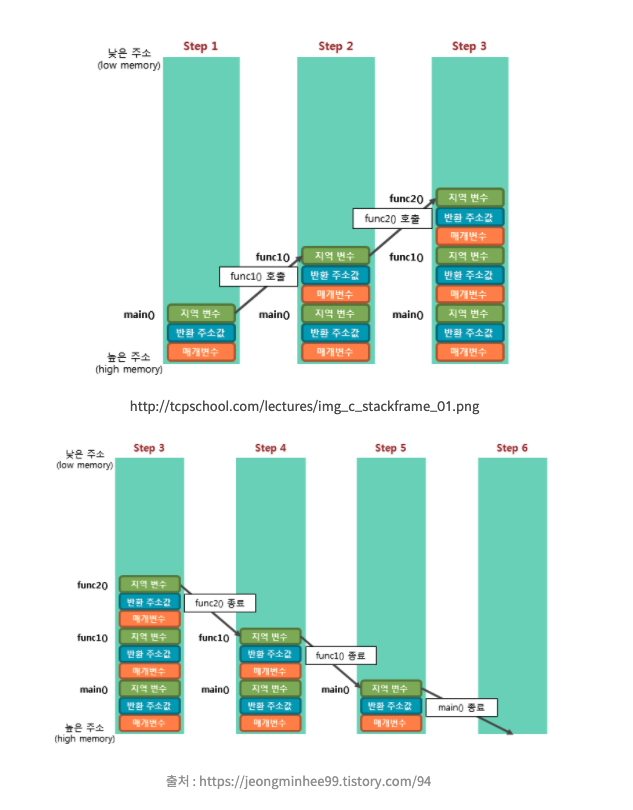 Step 1 Step 2 Step 3
낮은 주소
(low memory)
func2() 지역 변수
func2() 호출 반환 주소값
매개변수
func1() 지역 변수 func1() 지역 변수
func1() 호출 반환 주소값 반환 주소값
매개변수 매개변수
main() 지역 변수 main() 지역 변수 main() 지역 변수
반환 주소값 반환 주소값 반환 주소값
높은 주소
(high memory)
매개변수 매개변수 매개변수
http://tcpschool.com/lectures/img_c_stackframe_01.png
Step 3 Step 4 Step 5 Step 6
낮은 주소
(low memory)
func2() 지역 변수
반환 주소값 func2() 종료
매개변수
func1() 지역 변수 func1() 지역 변수
반환 주소값 반환 주소값 func1() 종료
매개변수 매개변수
main() 지역 변수 main() 지역 변수 main() 지역 변수
반환 주소값 반환 주소값 반환 주소값 main() 종료
매개변수 매개변수 매개변수
높은 주소
(high memory)
출처 : https://jeongminhee99.tistory.com/94